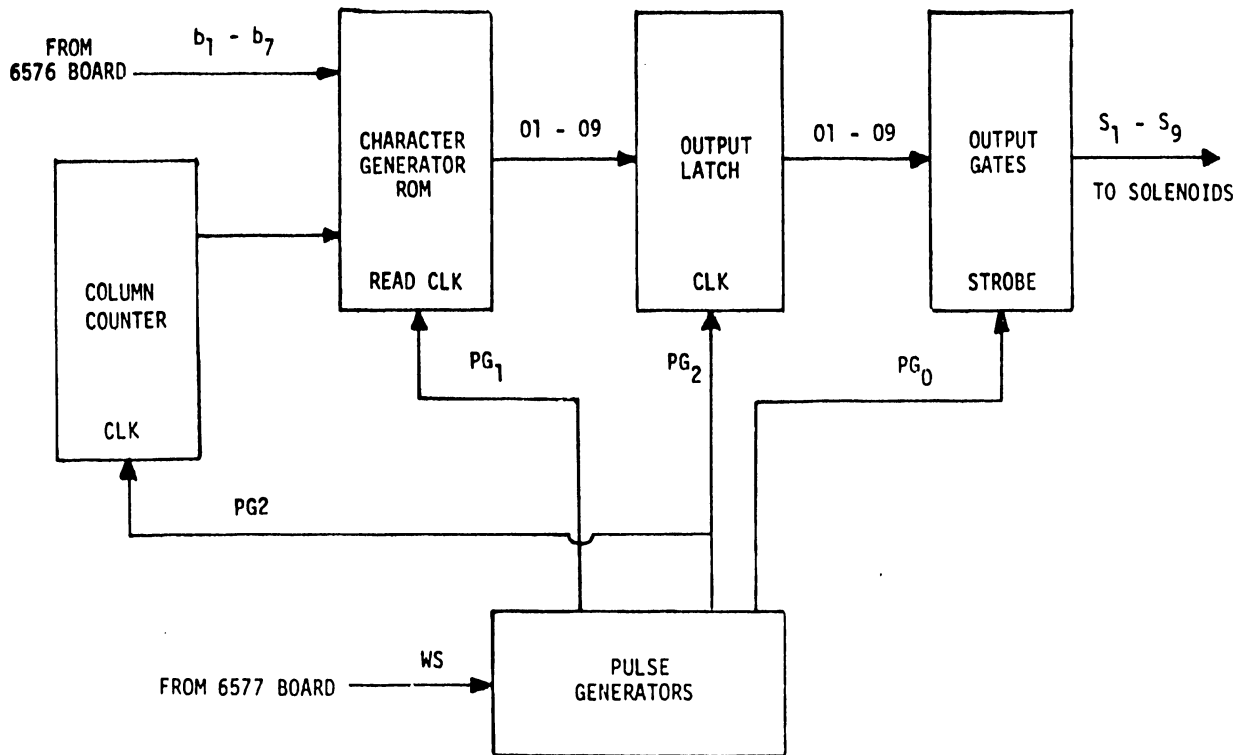 FROM
6576 BOARD
b₁ - b₇
CHARACTER
GENERATOR
ROM
READ CLK
01 - 09
OUTPUT
LATCH
CLK
01 - 09
OUTPUT
GATES
STROBE
S₁ - S₉
TO SOLENOIDS
COLUMN
COUNTER
CLK
PG₁
PG₂
PG₀
PG2
FROM 6577 BOARD
WS
PULSE
GENERATORS